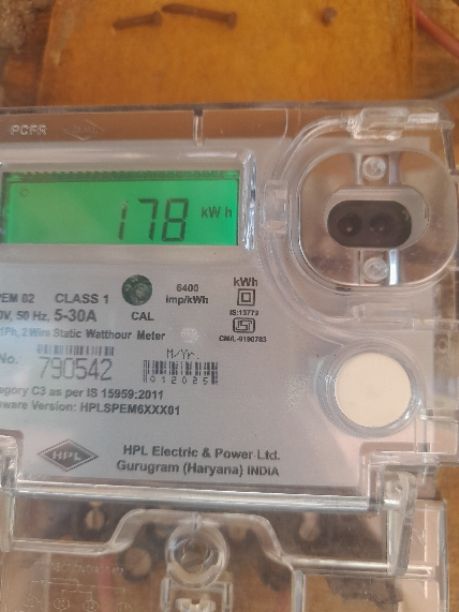 PCFR
178 kWh
PEM 02 CLASS 1
0V, 50 Hz, 5-30A CAL
6400
imp/kWh
kWh
IS:13779
CM/L-9190783
1Ph, 2 Wire Static Watthour Meter
No. 790542
M/Yr.
012025
egory C3 as per IS 15959:2011
ware Version: HPLSPEM6XXX01
HPL
HPL Electric & Power Ltd.
Gurugram (Haryana) INDIA